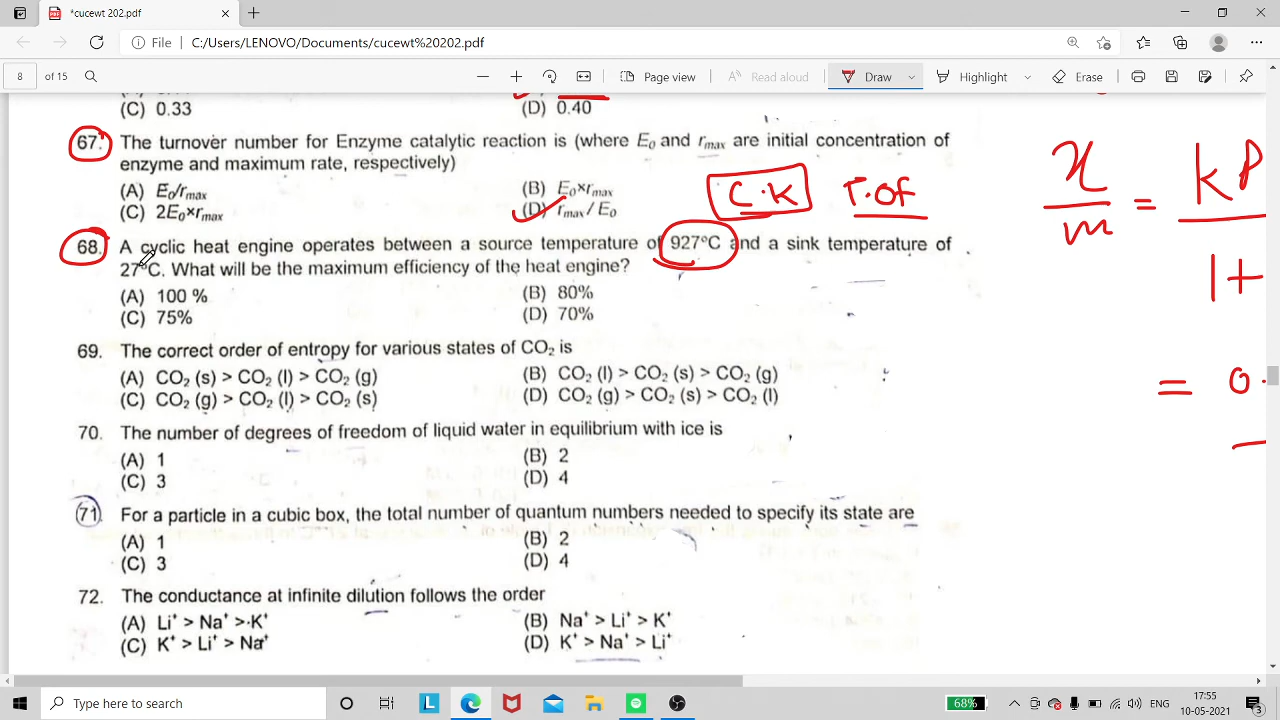 *cucewt 202.pdf
File C:/Users/LENOVO/Documents/cucewt%20202.pdf
8 of 15 Page view Read aloud Draw Highlight Erase
(C) 0.33 (D) 0.40
67. The turnover number for Enzyme catalytic reaction is (where E₀ and rmax are initial concentration of
enzyme and maximum rate, respectively)
(A) E₀/rmax (B) E₀×rmax
(C) 2E₀×rmax (D) rmax/E₀
C.K T.of
x/m = kP
1+
= 0.
68. A cyclic heat engine operates between a source temperature of 927°C and a sink temperature of
27°C. What will be the maximum efficiency of the heat engine?
(A) 100 % (B) 80%
(C) 75% (D) 70%
69. The correct order of entropy for various states of CO₂ is
(A) CO₂ (s) > CO₂ (l) > CO₂ (g) (B) CO₂ (l) > CO₂ (s) > CO₂ (g)
(C) CO₂ (g) > CO₂ (l) > CO₂ (s) (D) CO₂ (g) > CO₂ (s) > CO₂ (l)
70. The number of degrees of freedom of liquid water in equilibrium with ice is
(A) 1 (B) 2
(C) 3 (D) 4
71. For a particle in a cubic box, the total number of quantum numbers needed to specify its state are
(A) 1 (B) 2
(C) 3 (D) 4
72. The conductance at infinite dilution follows the order
(A) Li⁺ > Na⁺ > K⁺ (B) Na⁺ > Li⁺ > K⁺
(C) K⁺ > Li⁺ > Na⁺ (D) K⁺ > Na⁺ > Li⁺
Type here to search 68% ENG 17:55
10-05-2021